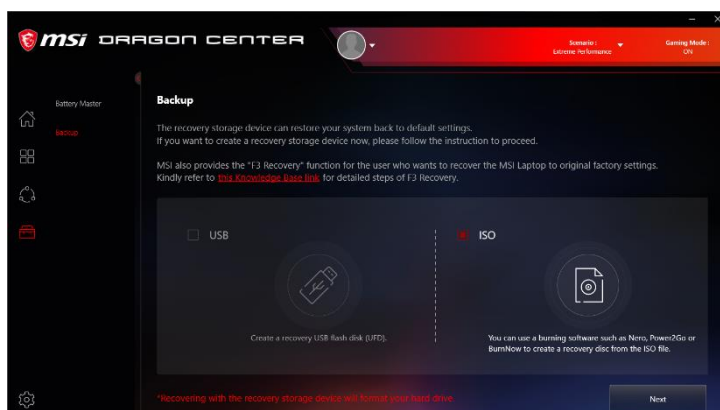 msi DRAGON CENTER
Scenario :
Extreme Performance
Gaming Mode :
ON
Battery Master
Backup
Backup
The recovery storage device can restore your system back to default settings.
If you want to create a recovery storage device now, please follow the instruction to proceed.
MSI also provides the "F3 Recovery" function for the user who wants to recover the MSI Laptop to original factory settings.
Kindly refer to this Knowledge Base link for detailed steps of F3 Recovery.
USB
ISO
Create a recovery USB flash disk (UFD).
You can use a burning software such as Nero, Power2Go or
BurnNow to create a recovery disc from the ISO file.
*Recovering with the recovery storage device will format your hard drive.
Next